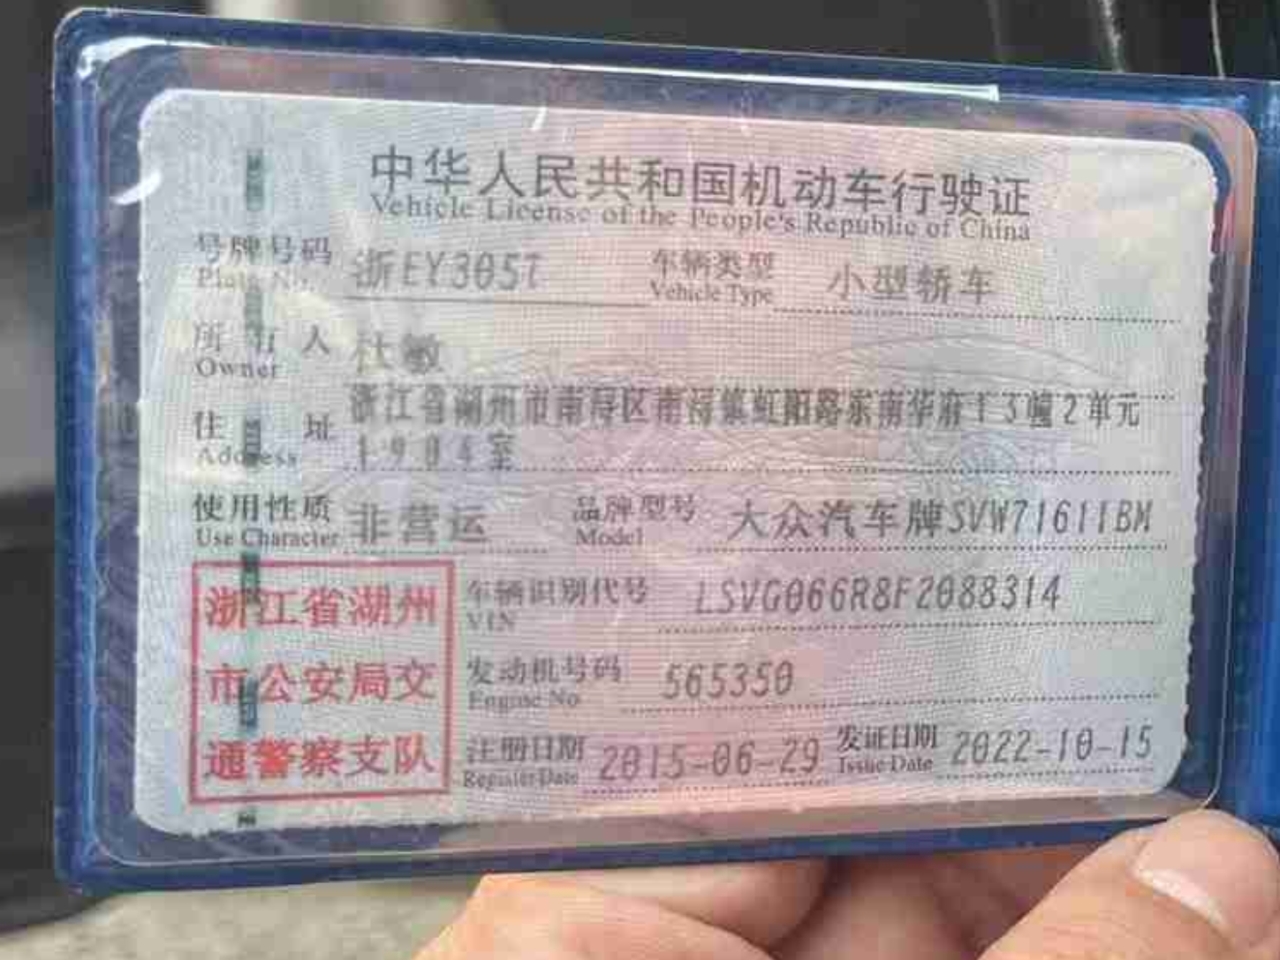 中华人民共和国机动车行驶证
Vehicle License of the People's Republic of China
号牌号码 浙EY305T 车辆类型 小型轿车
Plate No. Vehicle Type
所有人 杜敏
Owner
浙江省湖州市南浔区南浔镇虹阳路东南华府13幢2单元
住址 1904室
Address
使用性质 非营运 品牌型号 大众汽车牌SVW71611BM
Use Character Model
浙江省湖州 车辆识别代号 LSVG066R8F2088314
VIN
市公安局交 发动机号码 565350
Engine No
通警察支队 注册日期 2015-06-29 发证日期 2022-10-15
Register Date Issue Date